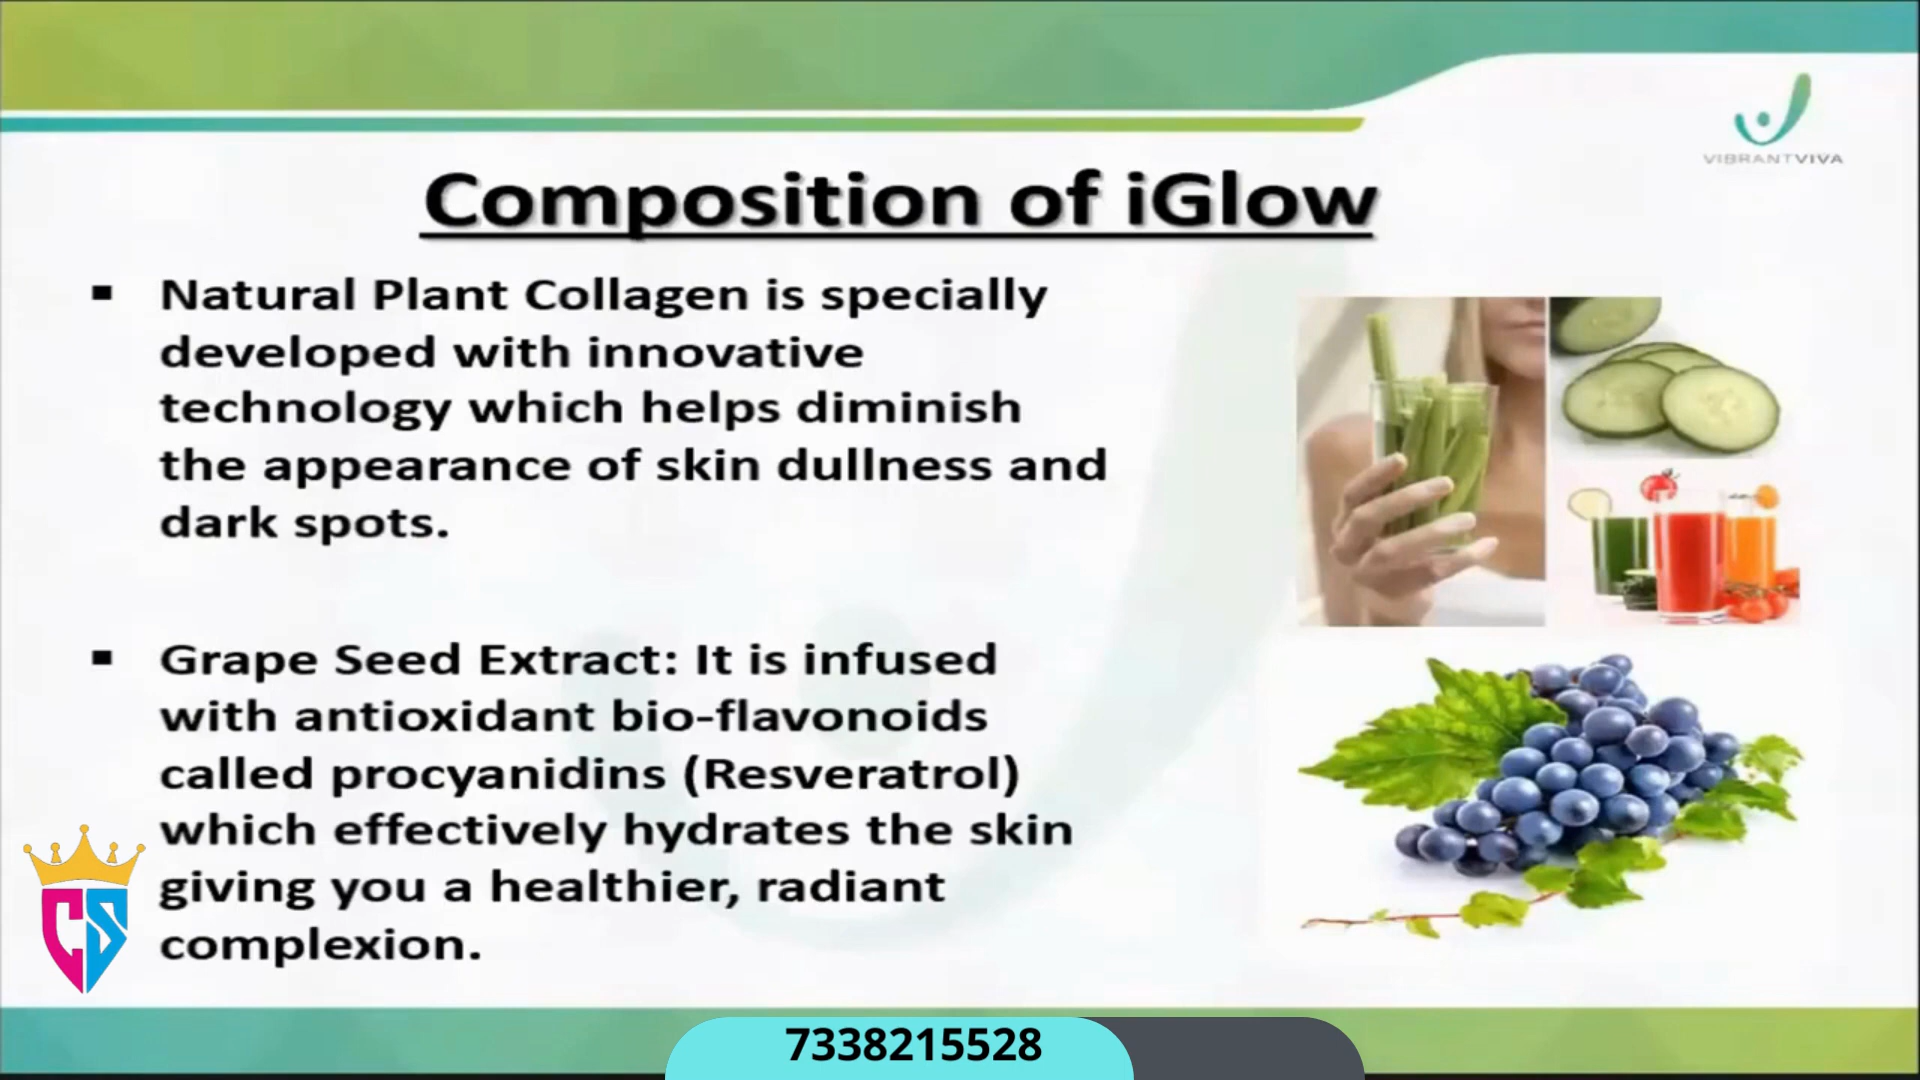 VIBRANTVIVA
Composition of iGlow
▪ Natural Plant Collagen is specially
developed with innovative
technology which helps diminish
the appearance of skin dullness and
dark spots.
▪ Grape Seed Extract: It is infused
with antioxidant bio-flavonoids
called procyanidins (Resveratrol)
which effectively hydrates the skin
giving you a healthier, radiant
complexion.
CS
7338215528